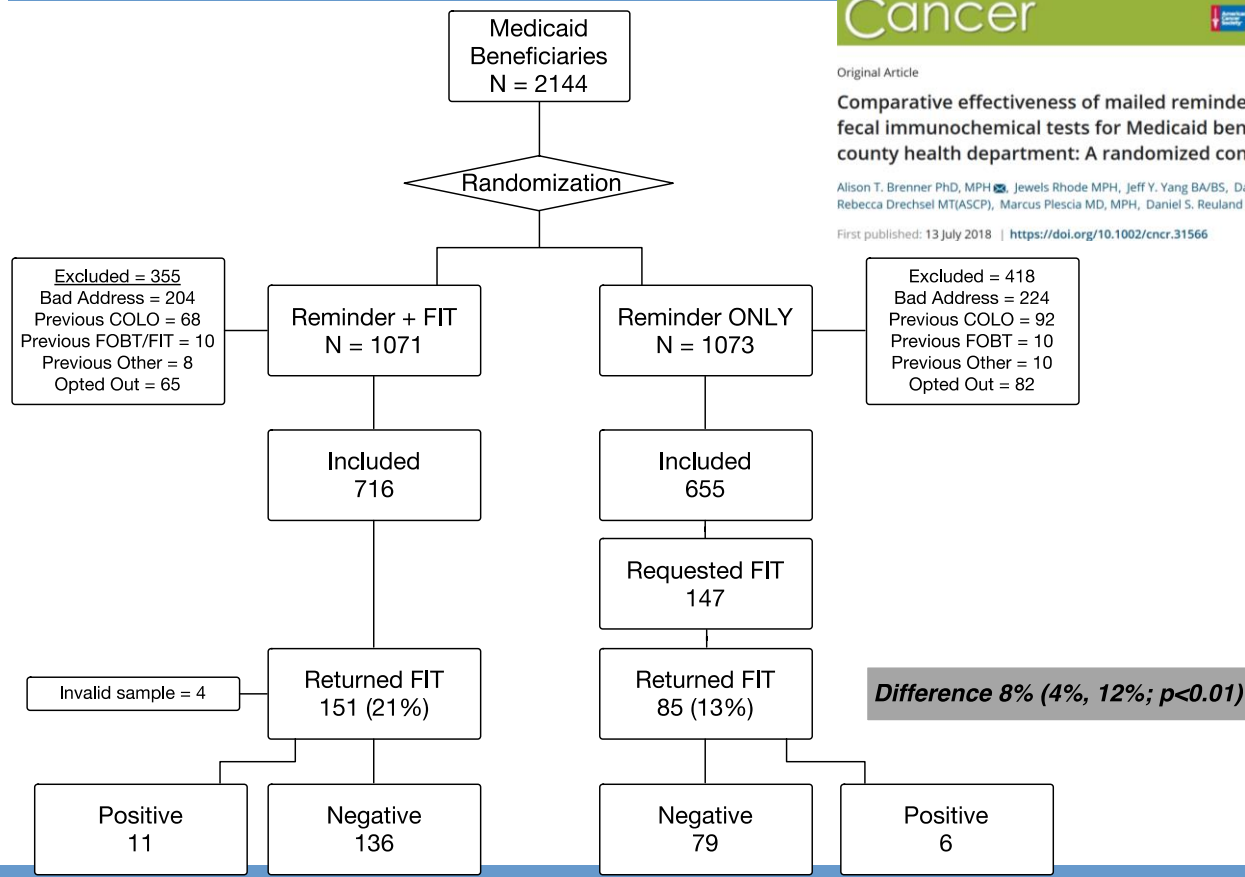 Medicaid
Beneficiaries
N = 2144
Randomization
Cancer
American
Cancer
Society
Original Article
Comparative effectiveness of mailed reminde
fecal immunochemical tests for Medicaid ben
county health department: A randomized con
Alison T. Brenner PhD, MPH, Jewels Rhode MPH, Jeff Y. Yang BA/BS, Da
Rebecca Drechsel MT(ASCP), Marcus Plescia MD, MPH, Daniel S. Reuland
First published: 13 July 2018 | https://doi.org/10.1002/cncr.31566
Excluded = 355
Bad Address = 204
Previous COLO = 68
Previous FOBT/FIT = 10
Previous Other = 8
Opted Out = 65
Reminder + FIT
N = 1071
Reminder ONLY
N = 1073
Excluded = 418
Bad Address = 224
Previous COLO = 92
Previous FOBT = 10
Previous Other = 10
Opted Out = 82
Included
716
Included
655
Requested FIT
147
Invalid sample = 4
Returned FIT
151 (21%)
Returned FIT
85 (13%)
Difference 8% (4%, 12%; p<0.01)
Positive
11
Negative
136
Negative
79
Positive
6